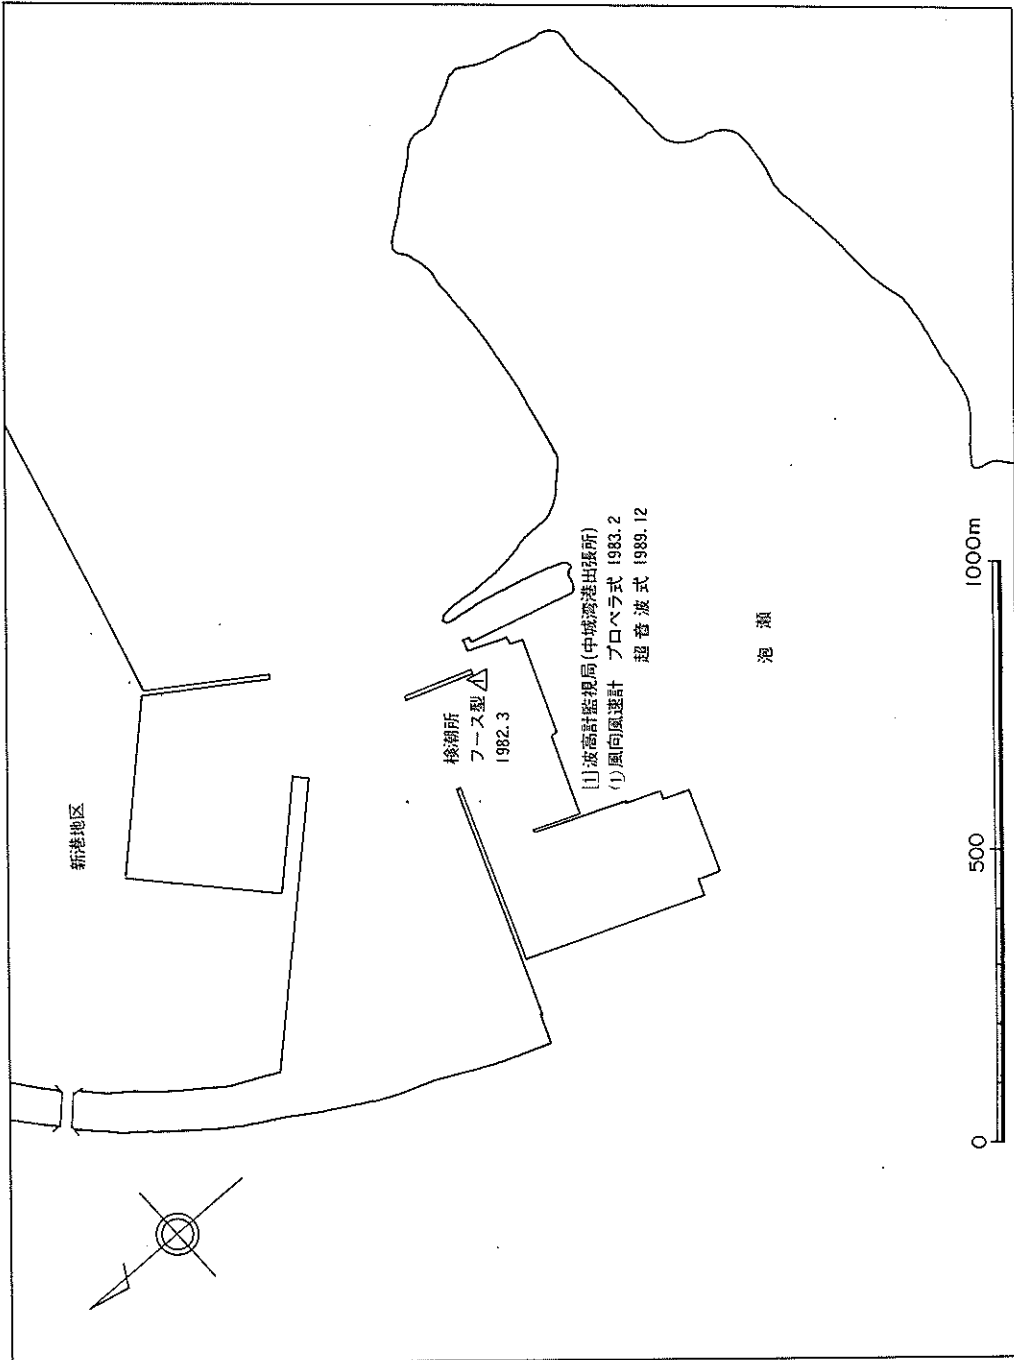 新港地区
検潮所
フース型
1982.3
1
[1]波高計監視局(中城湾港出張所)
(1)風向風速計 プロペラ式 1983.2
超音波式 1989.12
泡瀬
0 500 1000m